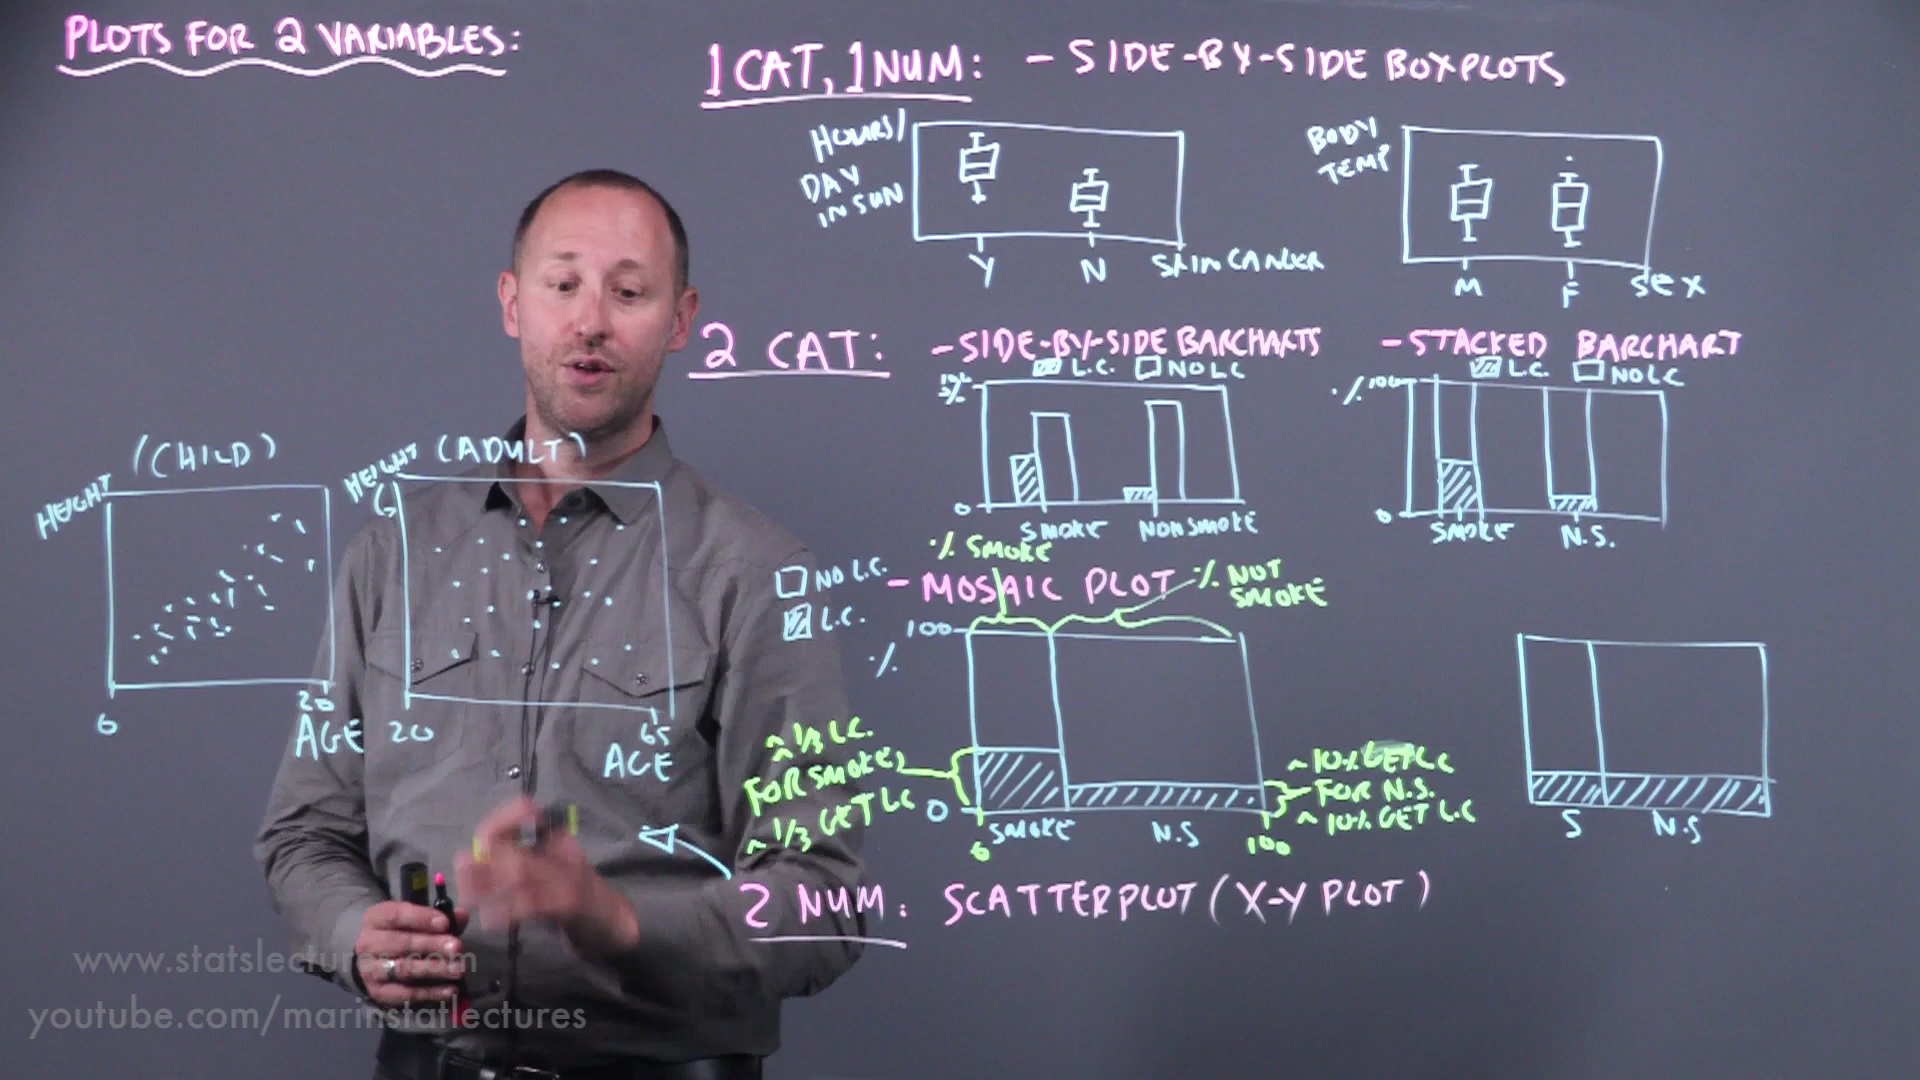 PLOTS FOR 2 VARIABLES:
1 CAT, 1 NUM: - SIDE-BY-SIDE BOXPLOTS
HOURS/
DAY
IN SUN
Y N SKIN CANCER
BODY
TEMP
M F SEX
2 CAT: - SIDE-BY-SIDE BARCHARTS - STACKED BARCHART
L.C. NO LC
%
0
SMOKE NON SMOKE
L.C. NO LC
% 100
0
SMOKE N.S.
% SMOKE
NO L.C.
L.C.
- MOSAIC PLOT
% NOT
SMOKE
100
%
0
SMOKE N.S
0 100
~ 1/3 L.C.
FOR SMOKE,
~ 1/3 GET LC
~ 10% GET LC
FOR N.S.
~ 10% GET L.C
S N.S
2 NUM: SCATTERPLOT (X-Y PLOT)
(CHILD)
HEIGHT
0 20
AGE
(ADULT)
HEIGHT
20 65
AGE
www.statslectures.com
youtube.com/marinstatlectures